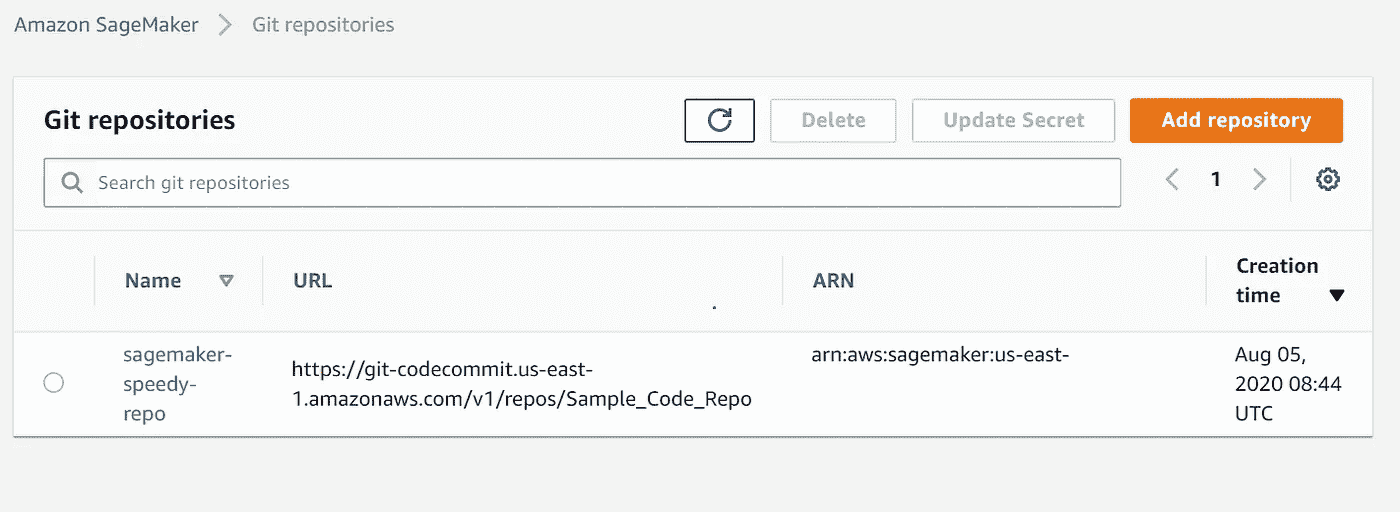 Amazon SageMaker > Git repositories
Git repositories
Delete
Update Secret
Add repository
Search git repositories
1
Name
URL
ARN
Creation
time
sagemaker-
speedy-
repo
https://git-codecommit.us-east-
1.amazonaws.com/v1/repos/Sample_Code_Repo
arn:aws:sagemaker:us-east-
Aug 05,
2020 08:44
UTC